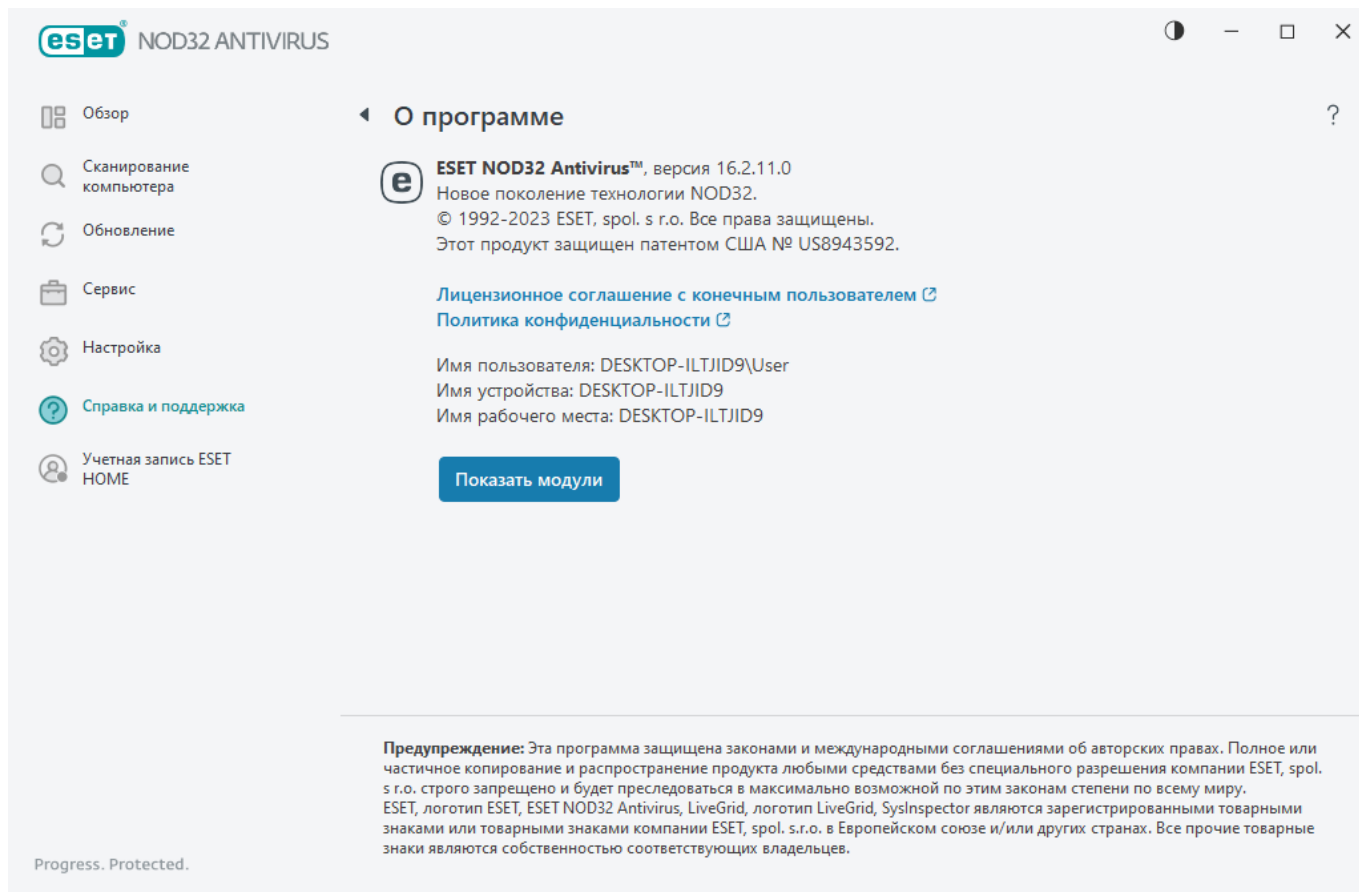 eset® NOD32 ANTIVIRUS
Обзор
Сканирование
компьютера
Обновление
Сервис
Настройка
Справка и поддержка
Учетная запись ESET
HOME
Progress. Protected.
О программе
?
e
ESET NOD32 Antivirus™, версия 16.2.11.0
Новое поколение технологии NOD32.
© 1992-2023 ESET, spol. s r.o. Все права защищены.
Этот продукт защищен патентом США № US8943592.
Лицензионное соглашение с конечным пользователем
Политика конфиденциальности
Имя пользователя: DESKTOP-ILTJID9\User
Имя устройства: DESKTOP-ILTJID9
Имя рабочего места: DESKTOP-ILTJID9
Показать модули
Предупреждение: Эта программа защищена законами и международными соглашениями об авторских правах. Полное или
частичное копирование и распространение продукта любыми средствами без специального разрешения компании ESET, spol.
s r.o. строго запрещено и будет преследоваться в максимально возможной по этим законам степени по всему миру.
ESET, логотип ESET, ESET NOD32 Antivirus, LiveGrid, логотип LiveGrid, SysInspector являются зарегистрированными товарными
знаками или товарными знаками компании ESET, spol. s.r.o. в Европейском союзе и/или других странах. Все прочие товарные
знаки являются собственностью соответствующих владельцев.